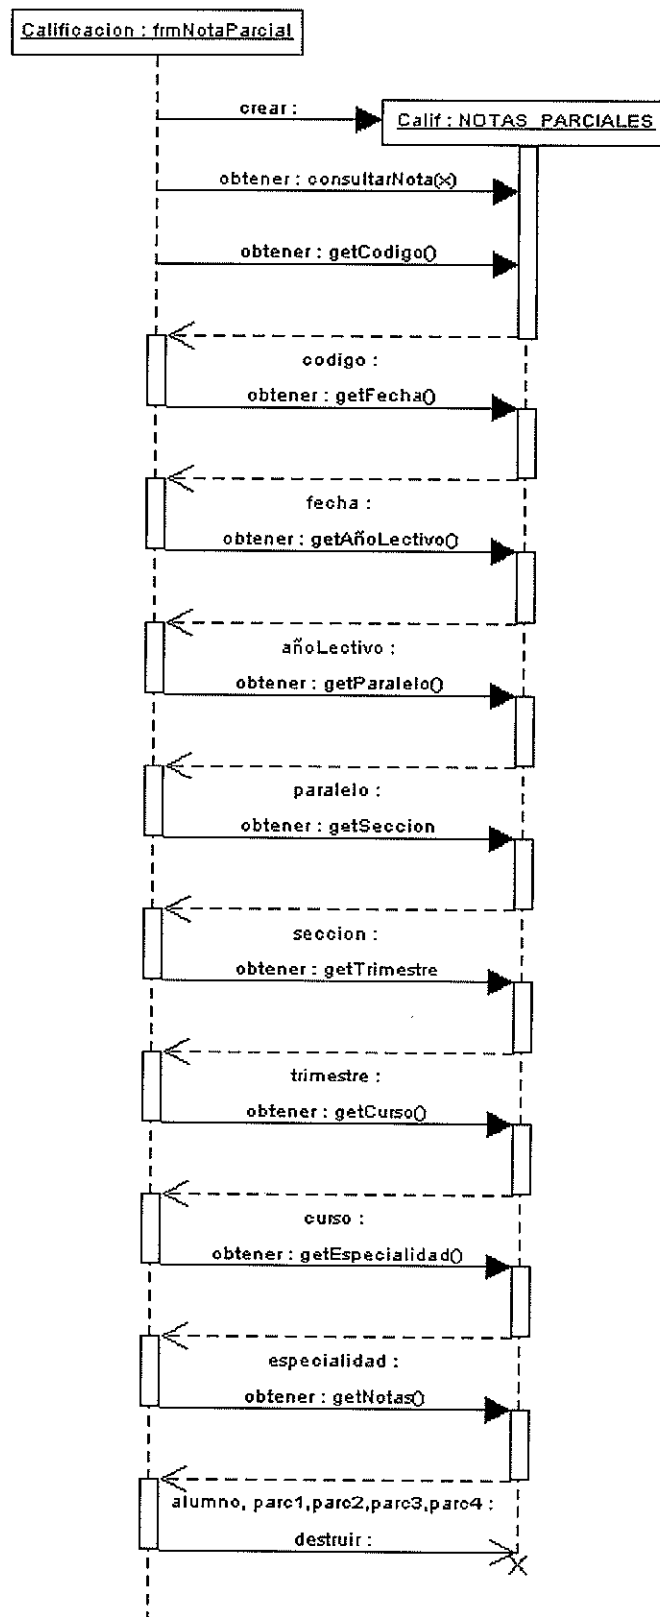 Calificacion : frmNotaParcial
crear :
Calif : NOTAS_PARCIALES
obtener : consultarNota(x)
obtener : getCodigo()
codigo :
obtener : getFecha()
fecha :
obtener : getAñoLectivo()
añoLectivo :
obtener : getParalelo()
paralelo :
obtener : getSeccion
seccion :
obtener : getTrimestre
trimestre :
obtener : getCurso()
curso :
obtener : getEspecialidad()
especialidad :
obtener : getNotas()
alumno, parc1,parc2,parc3,parc4 :
destruir :